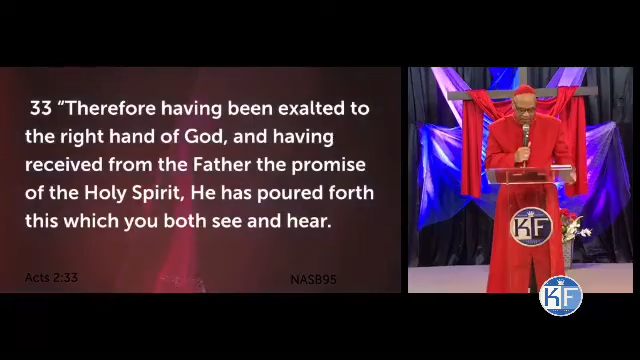 33 “Therefore having been exalted to
the right hand of God, and having
received from the Father the promise
of the Holy Spirit, He has poured forth
this which you both see and hear.
Acts 2:33
NASB95
KF
KF